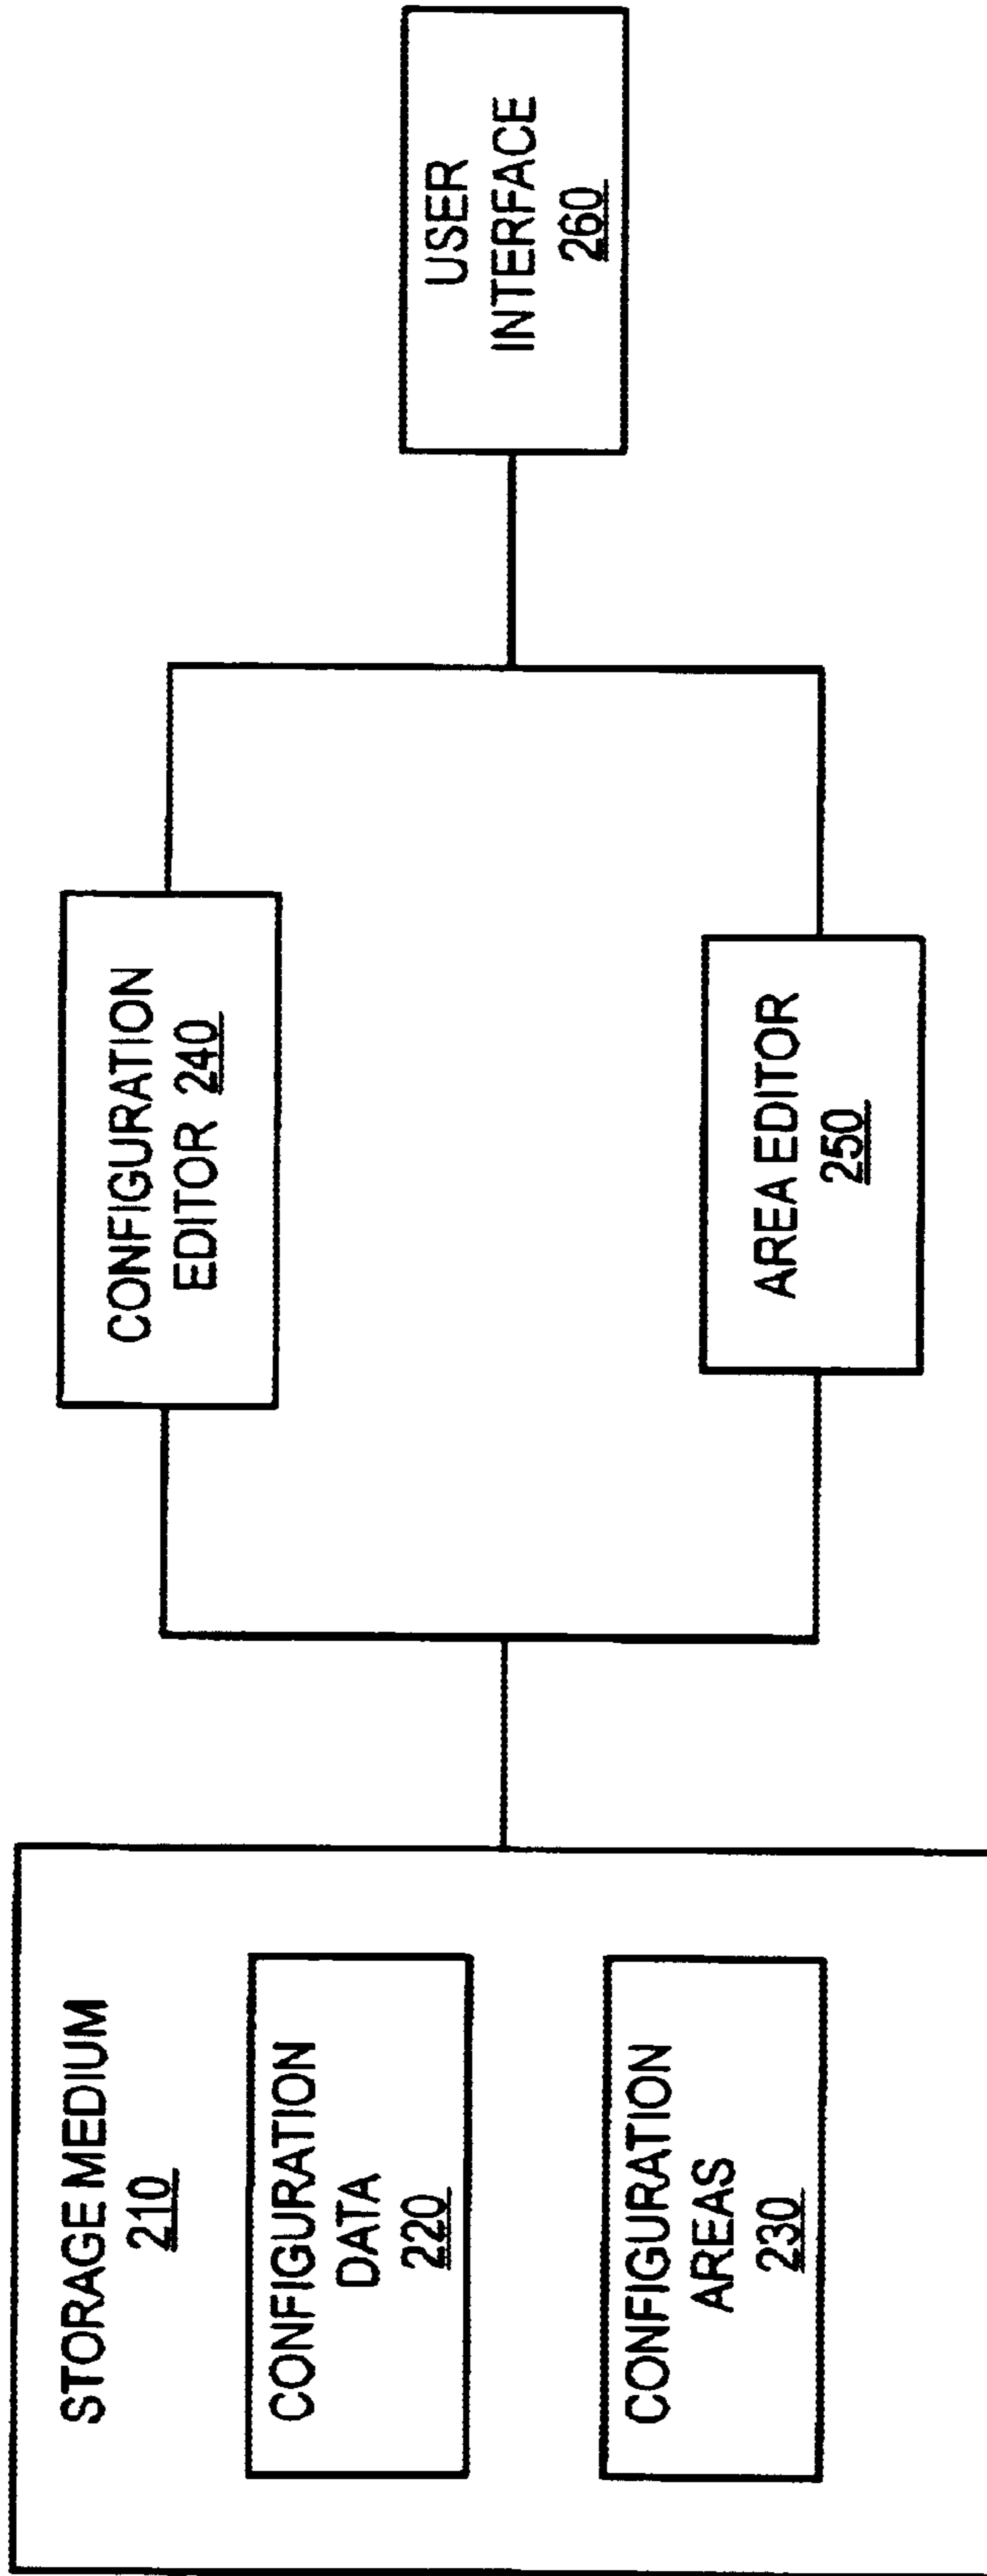 STORAGE MEDIUM
210
CONFIGURATION
DATA
220
CONFIGURATION
AREAS
230
CONFIGURATION
EDITOR 240
AREA EDITOR
250
USER
INTERFACE
260